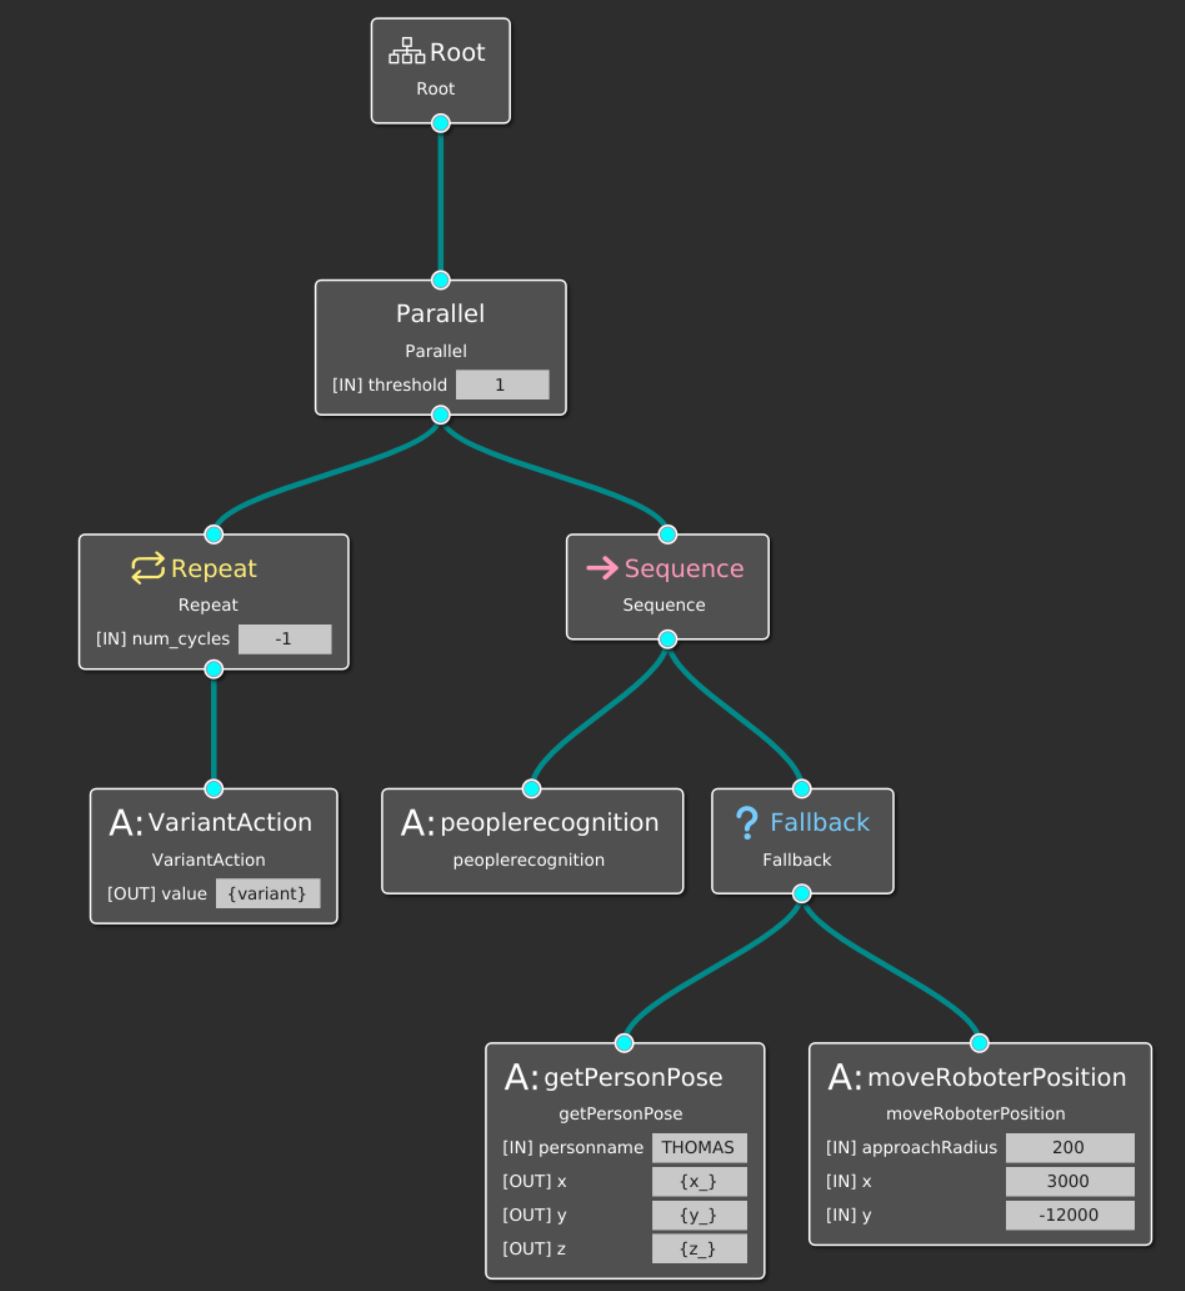 Root
Root
Parallel
Parallel
[IN] threshold 1
Repeat
Repeat
[IN] num_cycles -1
Sequence
Sequence
A: VariantAction
VariantAction
[OUT] value {variant}
A: peoplerecognition
peoplerecognition
? Fallback
Fallback
A: getPersonPose
getPersonPose
[IN] personname THOMAS
[OUT] x {x_}
[OUT] y {y_}
[OUT] z {z_}
A: moveRoboterPosition
moveRoboterPosition
[IN] approachRadius 200
[IN] x 3000
[IN] y -12000